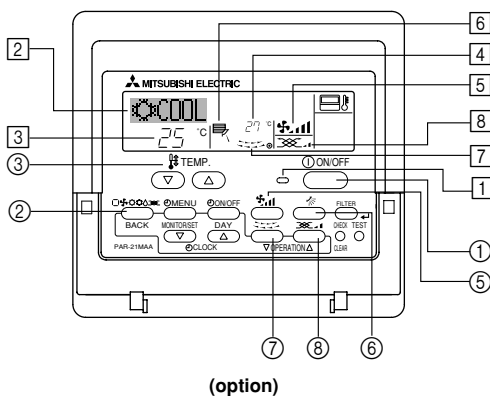 6
2
4
MITSUBISHI ELECTRIC
5
COOL
27 °C
8
3
25 °C
7
3
TEMP.
ON/OFF
1
2
MENU
ON/OFF
FILTER
BACK
MONITOR/SET
DAY
CHECK TEST
PAR-21MAA
CLOCK
OPERATION
CLEAR
1
5
7
8
6
(option)